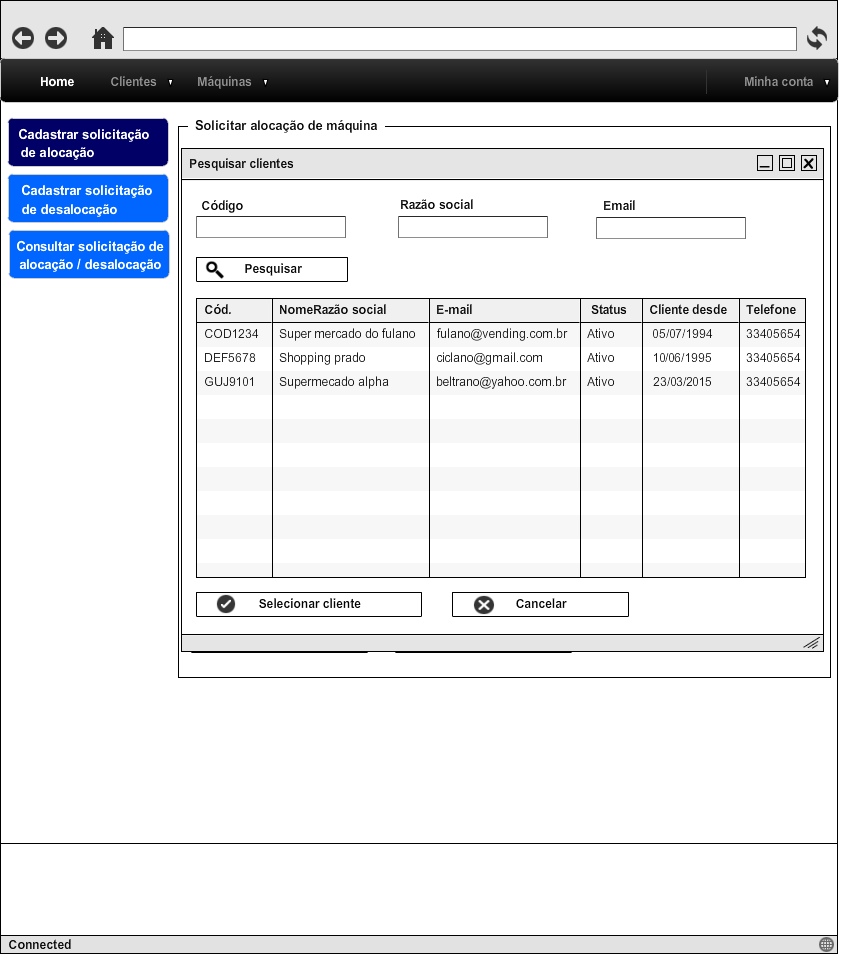 Home Clientes Máquinas Minha conta
Cadastrar solicitação
de alocação
Cadastrar solicitação
de desalocação
Consultar solicitação de
alocação / desalocação
Solicitar alocação de máquina
Pesquisar clientes
Código Razão social Email
Pesquisar
Cód. NomeRazão social E-mail Status Cliente desde Telefone
COD1234 Super mercado do fulano fulano@vending.com.br Ativo 05/07/1994 33405654
DEF5678 Shopping prado ciclano@gmail.com Ativo 10/06/1995 33405654
GUJ9101 Supermecado alpha beltrano@yahoo.com.br Ativo 23/03/2015 33405654
Selecionar cliente Cancelar
Connected